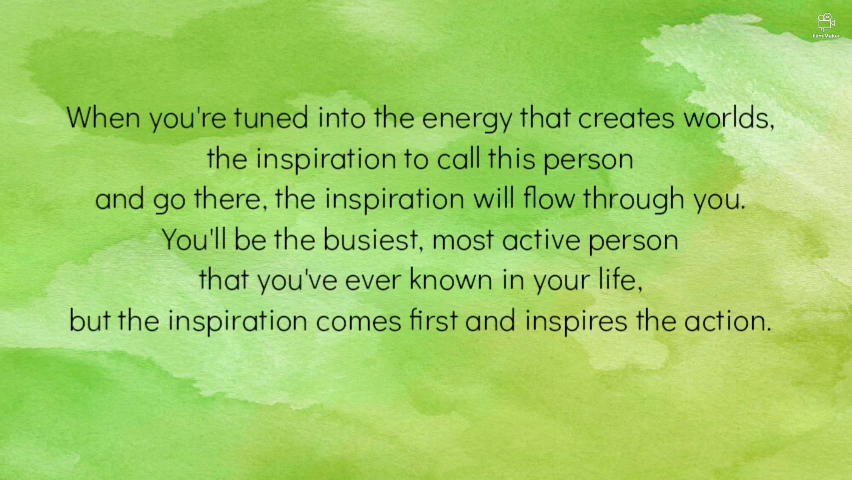 FilmoMaker
When you're tuned into the energy that creates worlds,
the inspiration to call this person
and go there, the inspiration will flow through you.
You'll be the busiest, most active person
that you've ever known in your life,
but the inspiration comes first and inspires the action.